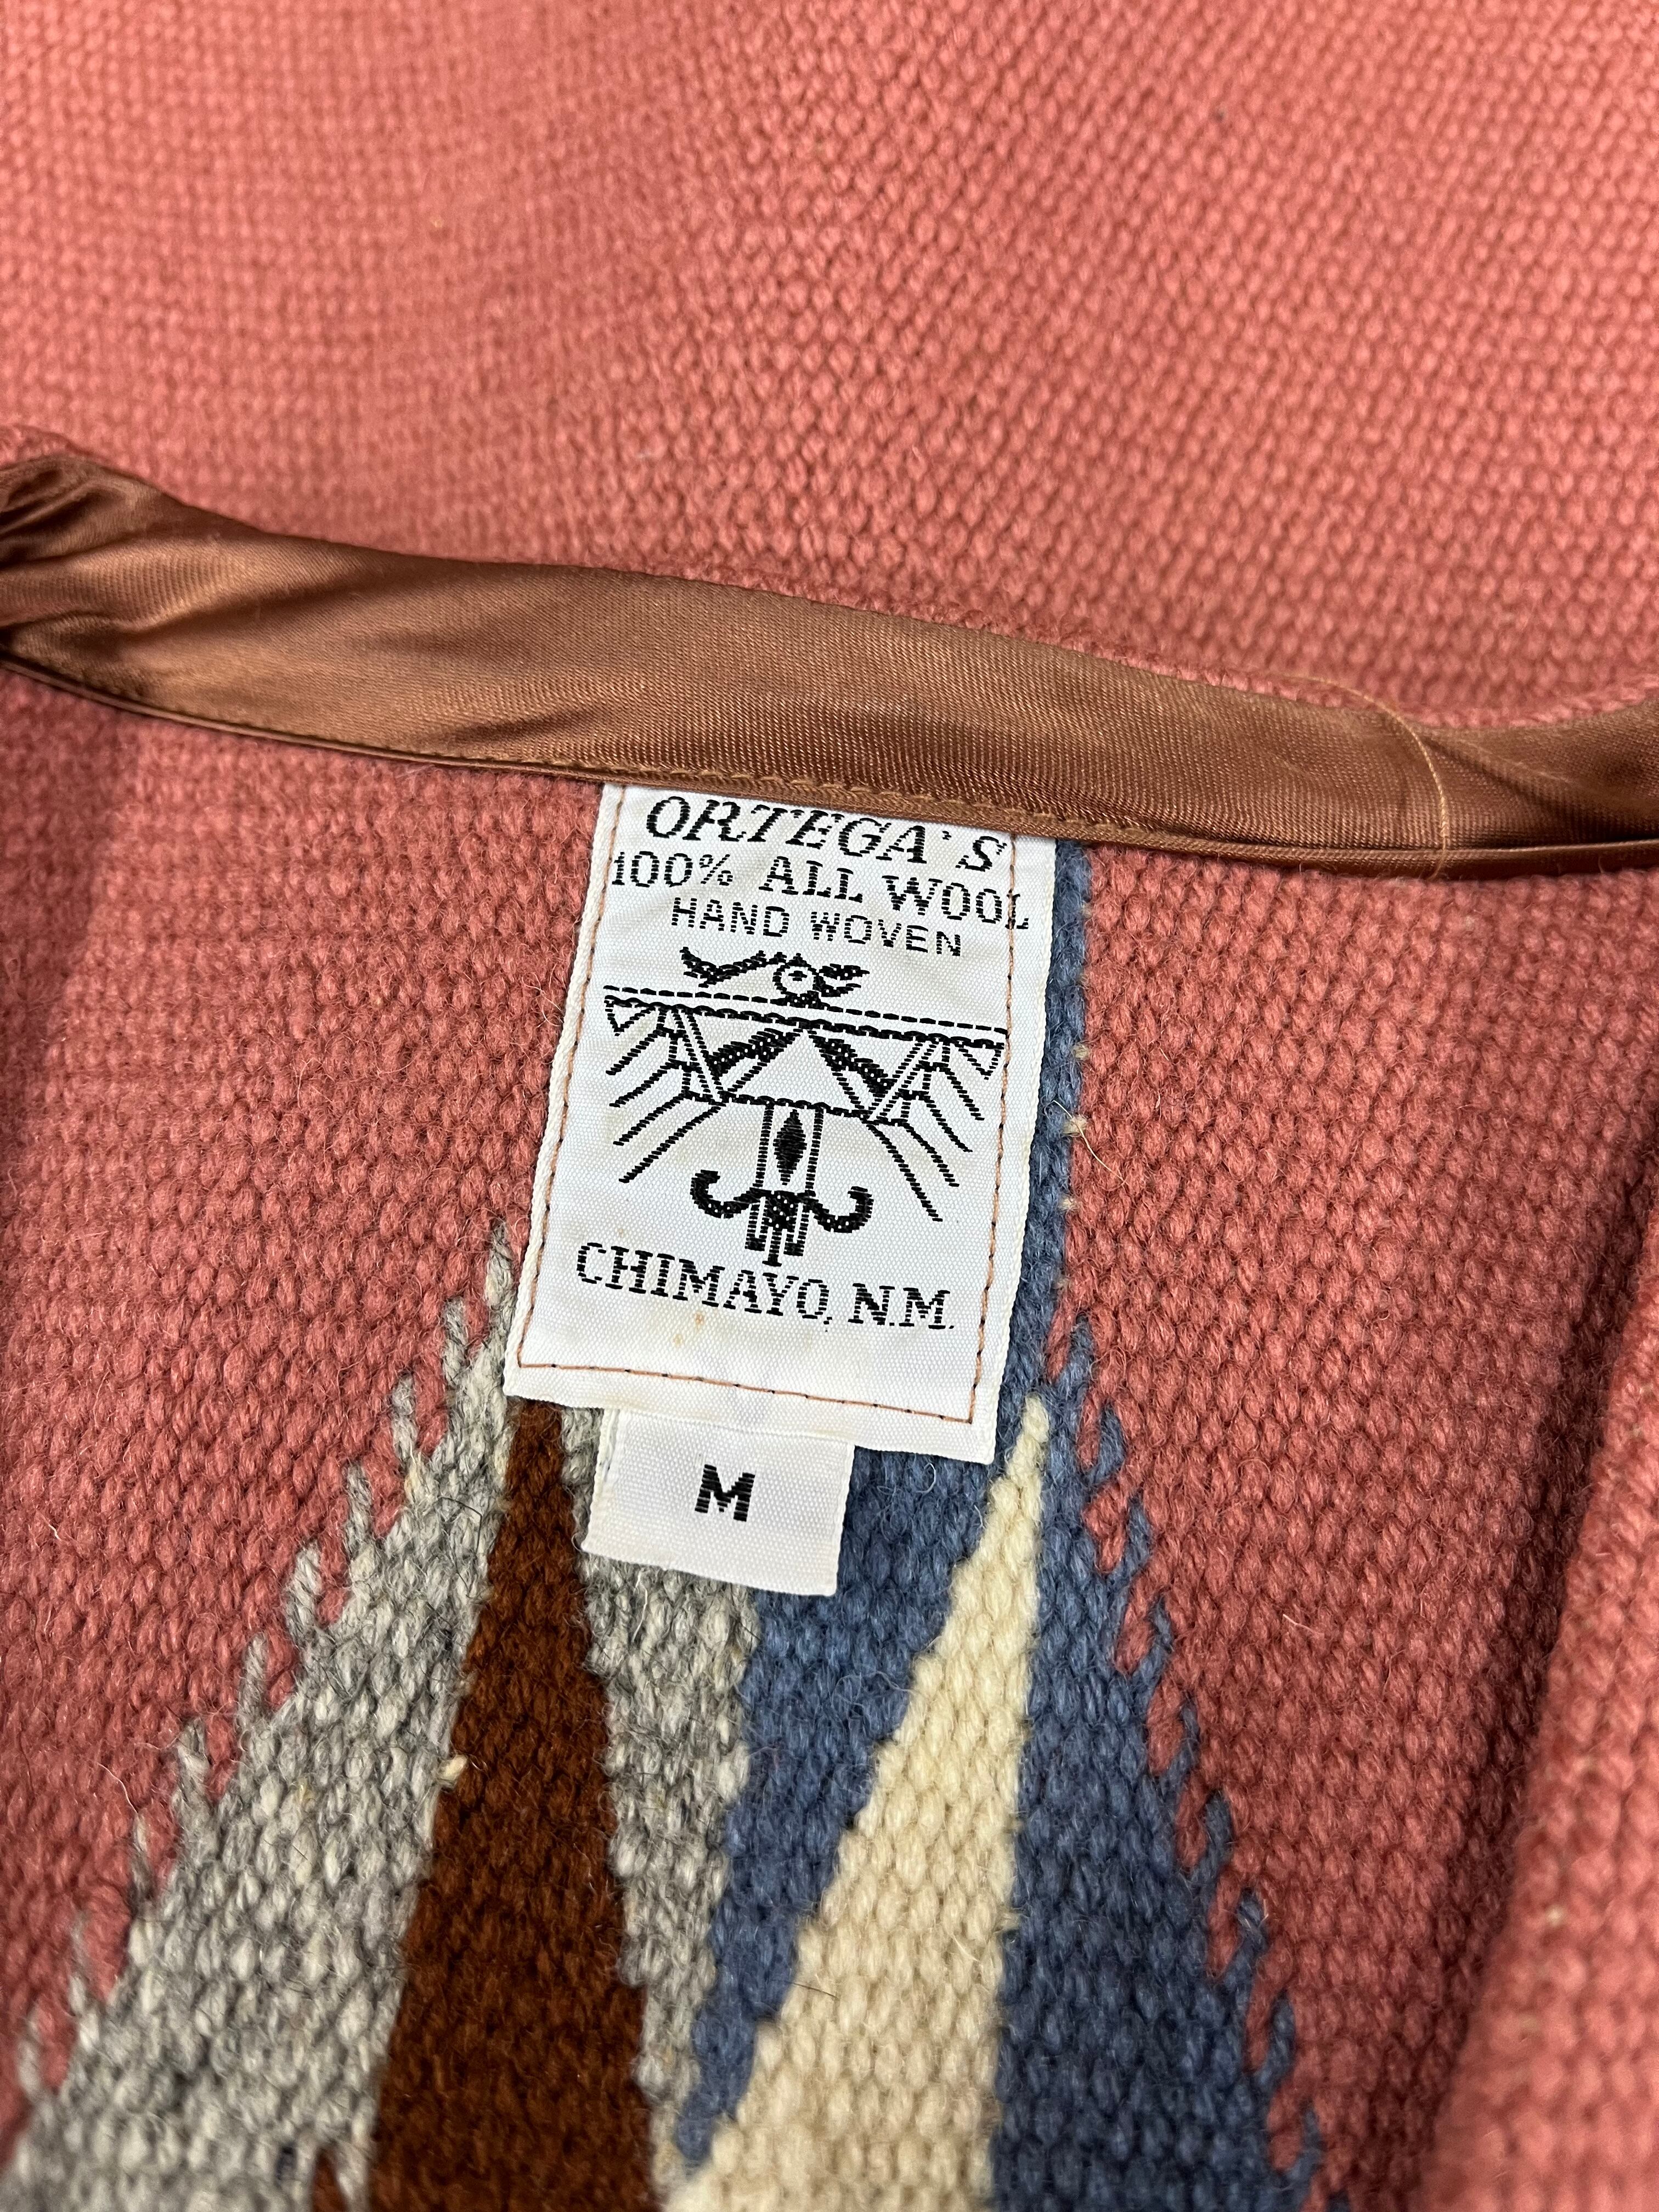 ORTEGA'S
100% ALL WOOL
HAND WOVEN
CHIMAYO, N.M.
M